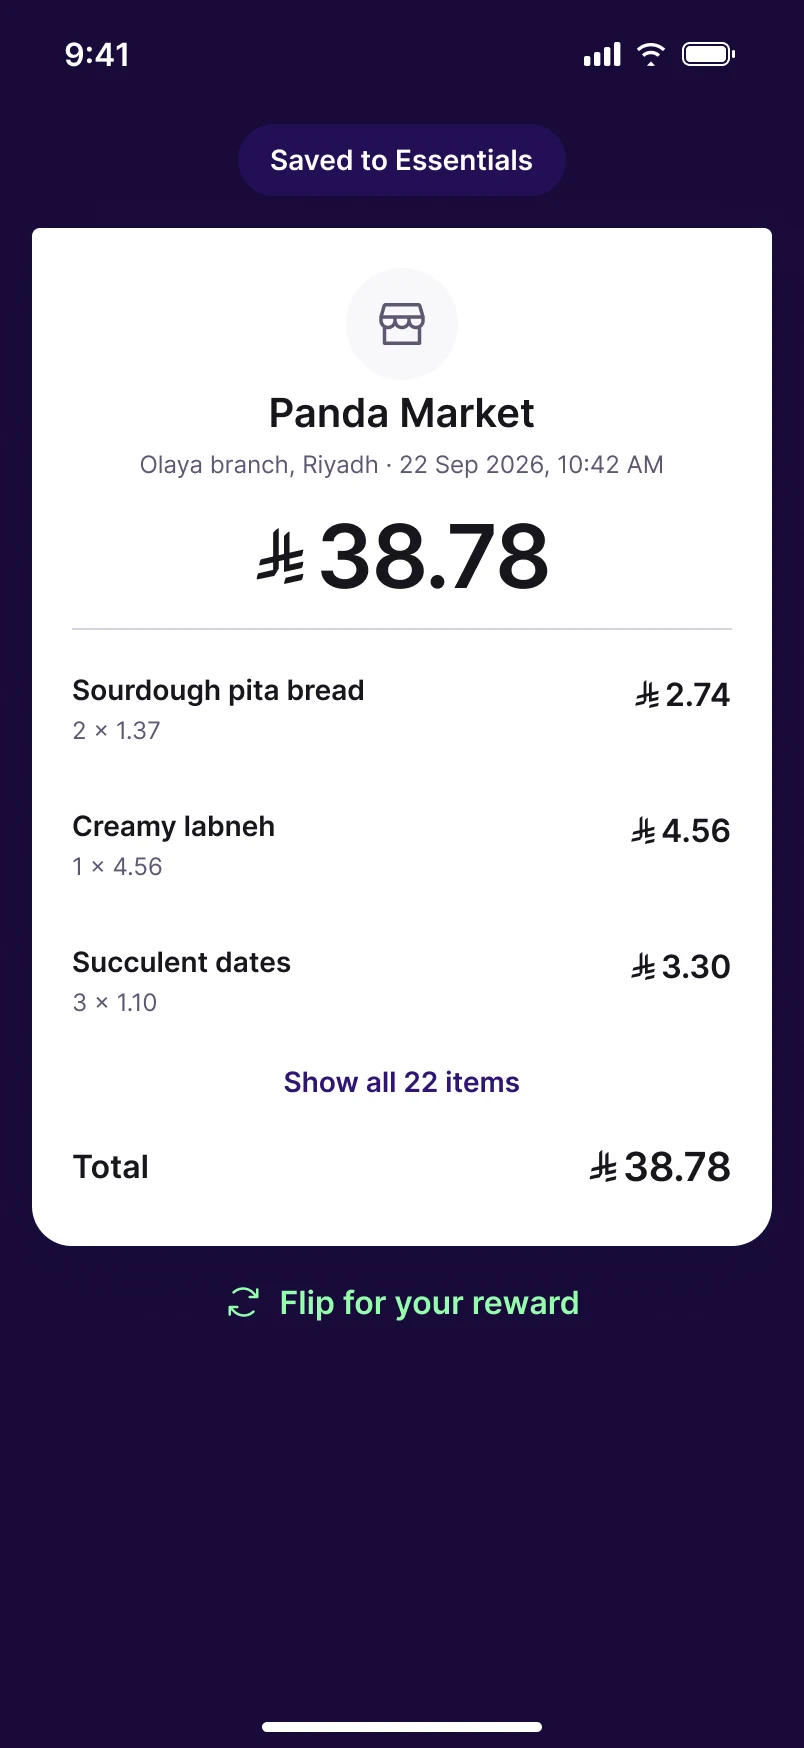 9:41
Saved to Essentials
Panda Market
Olaya branch, Riyadh · 22 Sep 2026, 10:42 AM
⃁ 38.78
Sourdough pita bread
⃁ 2.74
2 × 1.37
Creamy labneh
⃁ 4.56
1 × 4.56
Succulent dates
⃁ 3.30
3 × 1.10
Show all 22 items
Total
⃁ 38.78
Flip for your reward